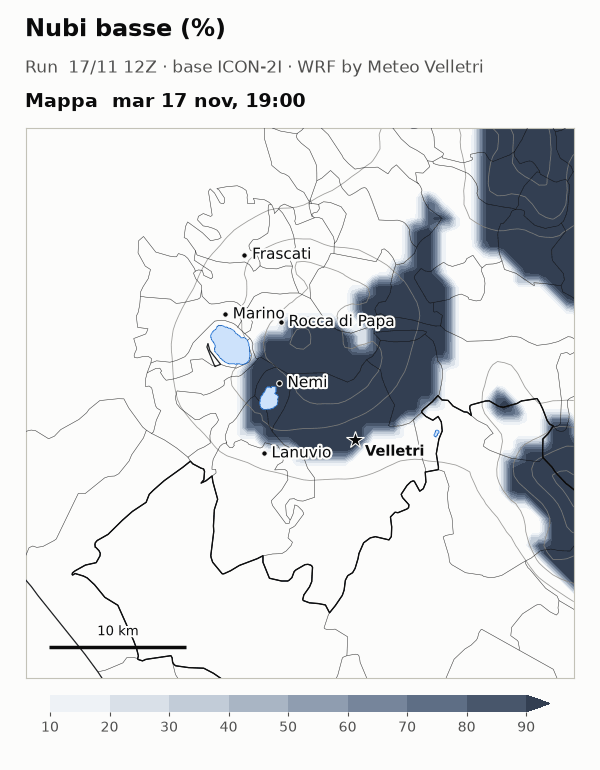 Nubi basse (%)
Run  17/11 12Z · base ICON-2I · WRF by Meteo Velletri
Mappa  mar 17 nov, 19:00
Frascati
Marino
Rocca di Papa
Nemi
Velletri
Lanuvio
10 km
10 20 30 40 50 60 70 80 90